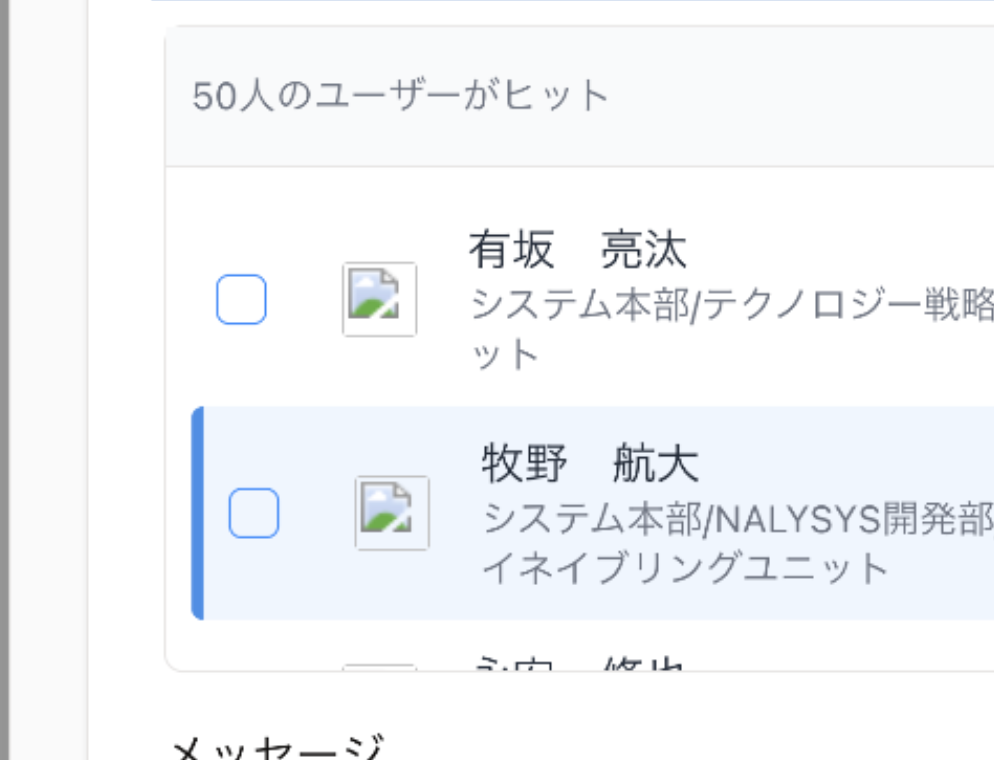 50人のユーザーがヒット
有坂　亮汰
システム本部/テクノロジー戦略
ット
牧野　航大
システム本部/NALYSYS開発部
イネイブリングユニット
メッセージ